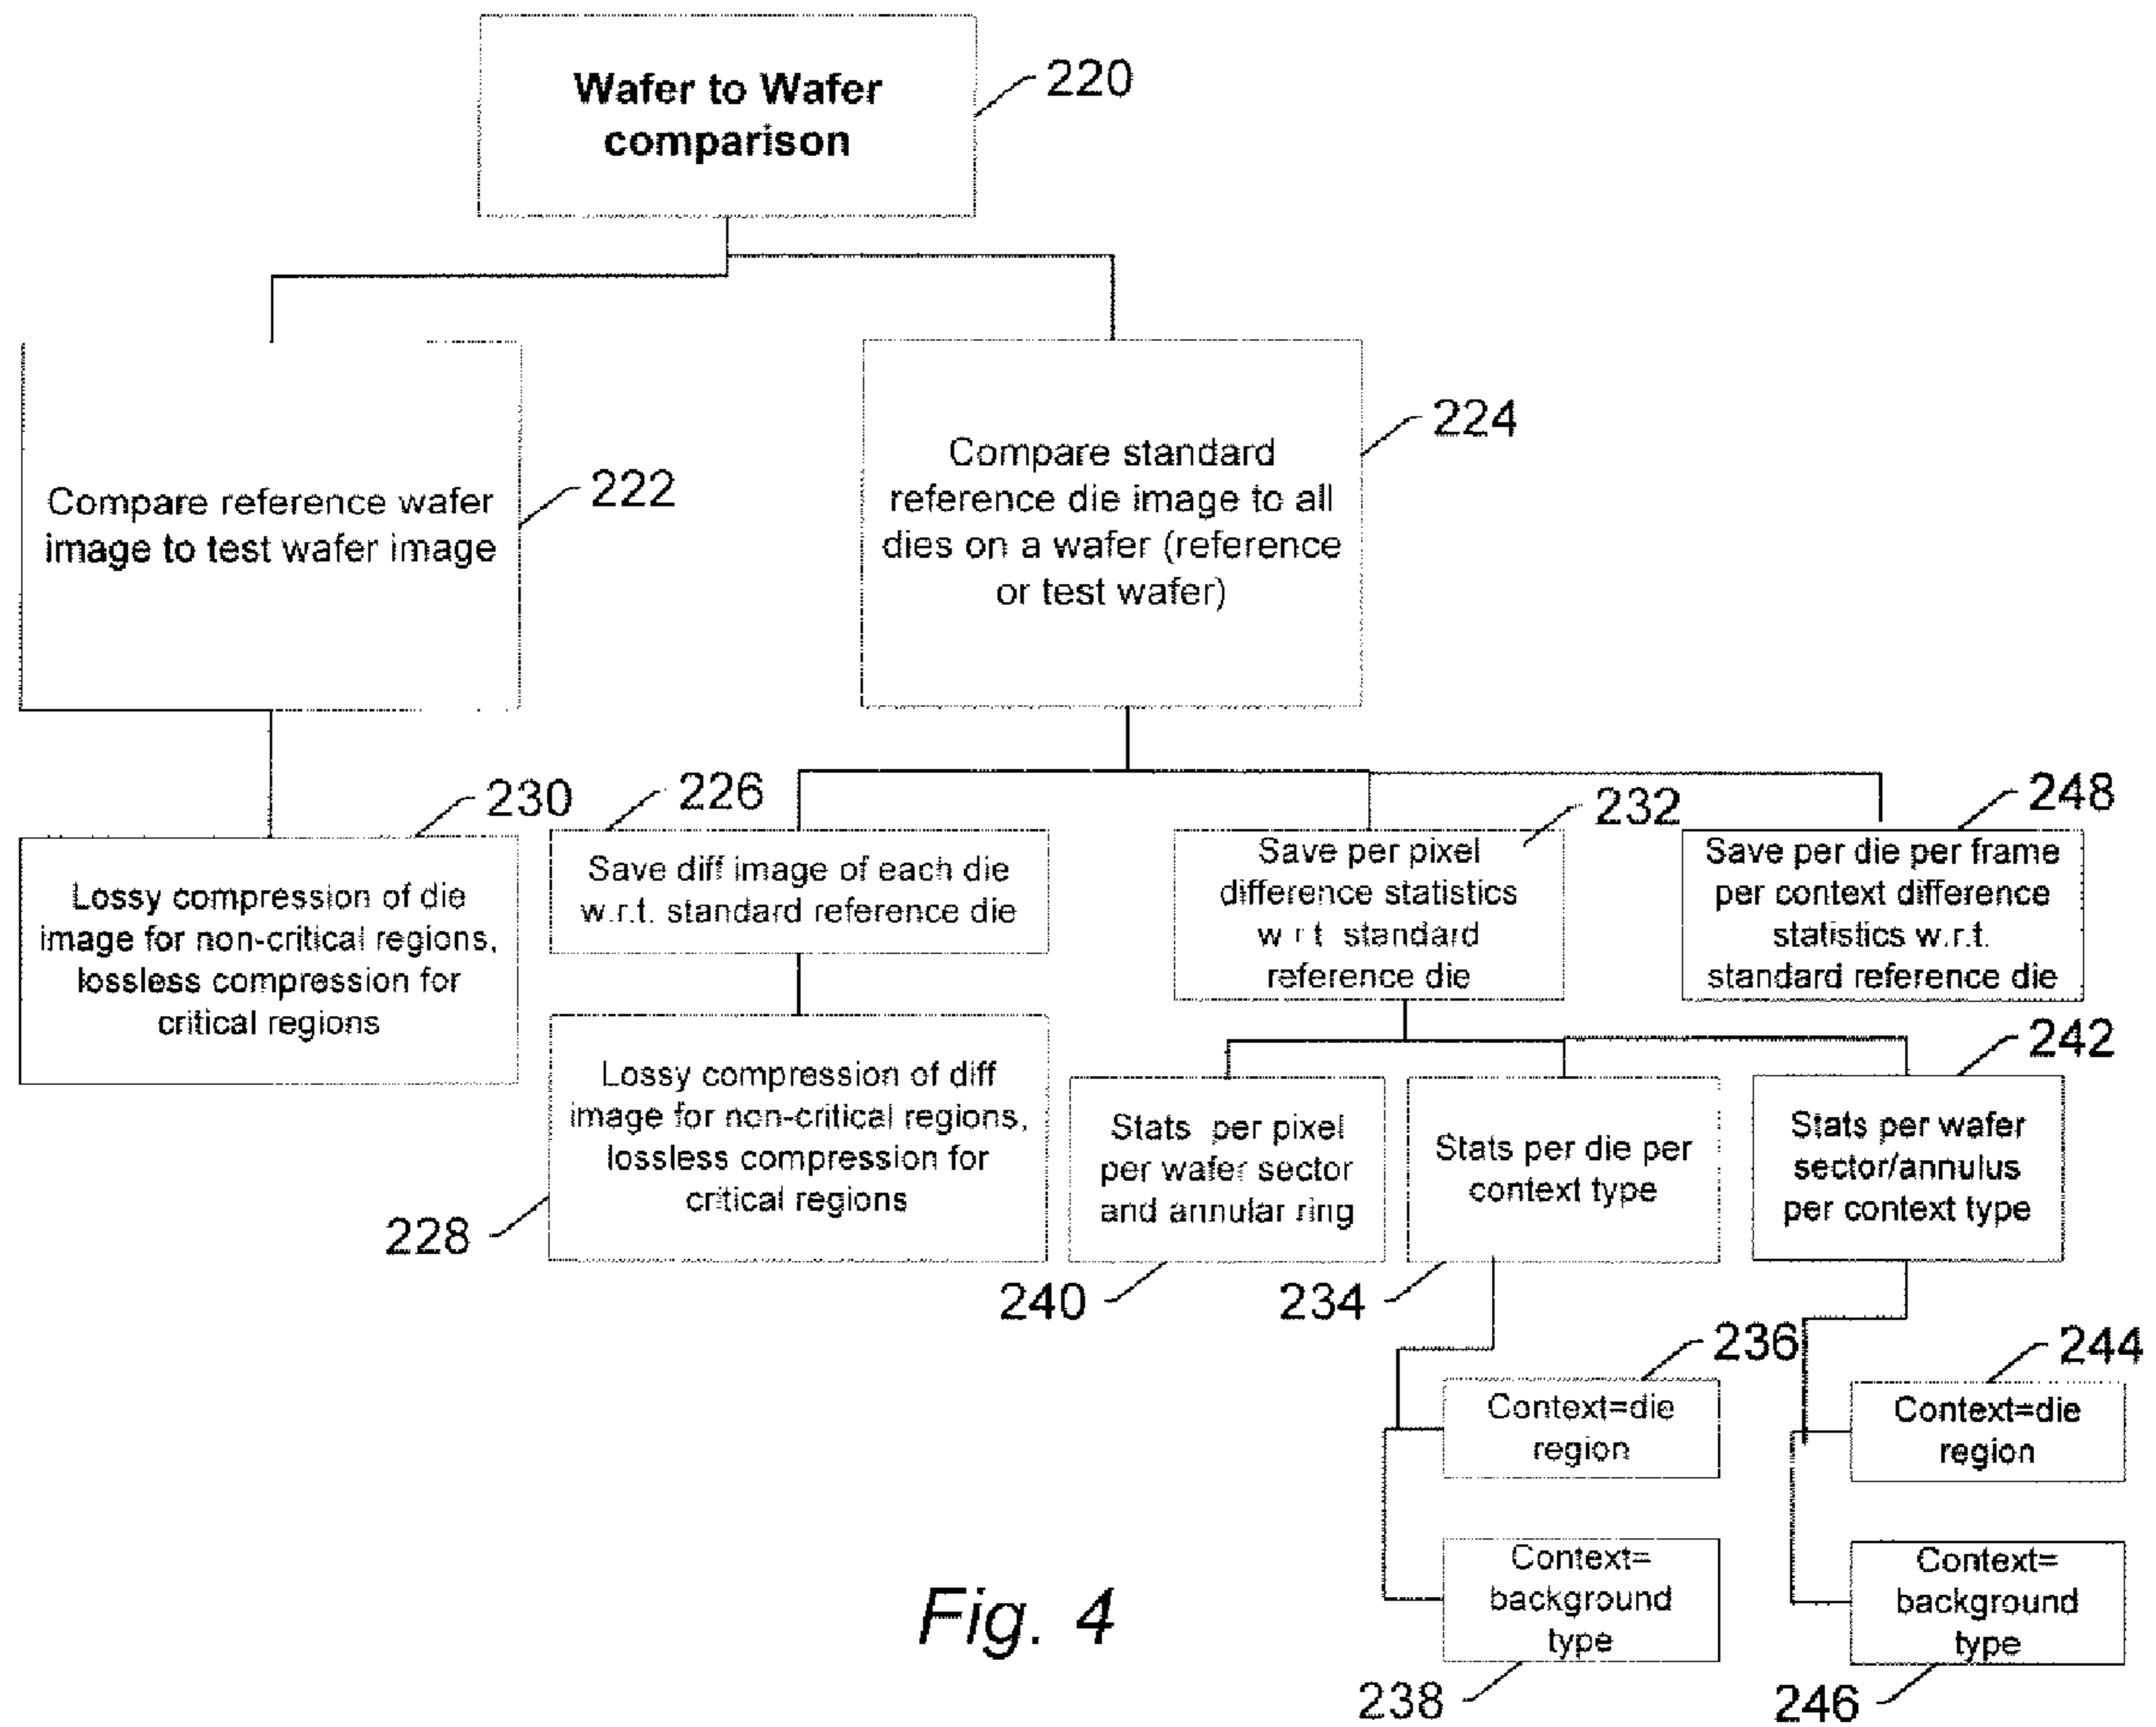 Wafer to Wafer
comparison
220
Compare reference wafer
image to test wafer image
222
Compare standard
reference die image to all
dies on a wafer (reference
or test wafer)
224
230
Lossy compression of die
image for non-critical regions,
lossless compression for
critical regions
226
Save diff image of each die
w.r.t. standard reference die
Lossy compression of diff
image for non-critical regions,
lossless compression for
critical regions
228
232
Save per pixel
difference statistics
w r t standard
reference die
248
Save per die per frame
per context difference
statistics w.r.t.
standard reference die
Stats per pixel
per wafer sector
and annular ring
240
Stats per die per
context type
234
242
Stats per wafer
sector/annulus
per context type
236
Context=die
region
Context=
background
type
238
244
Context=die
region
Context=
background
type
246
Fig. 4